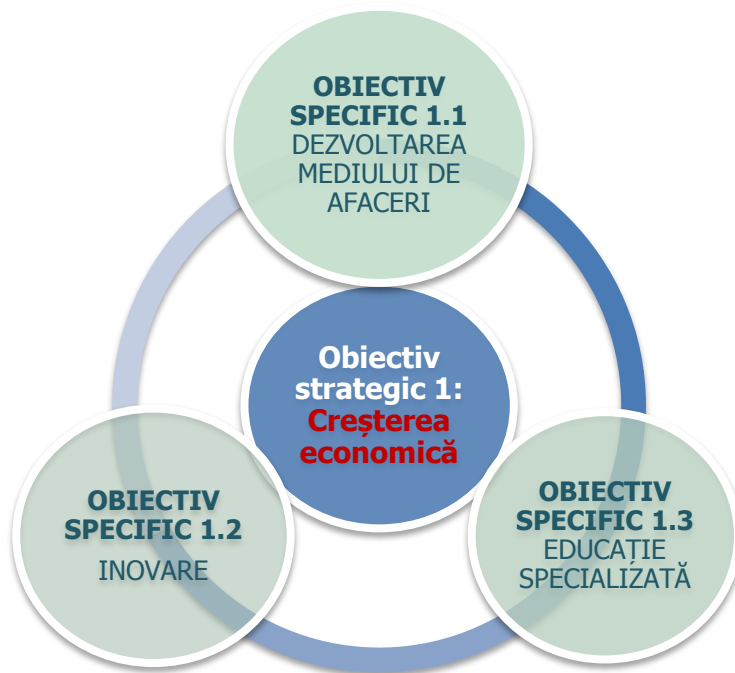 OBIECTIV
SPECIFIC 1.1
DEZVOLTAREA
MEDIULUI DE
AFACERI
Obiectiv
strategic 1:
Creșterea
economică
OBIECTIV
SPECIFIC 1.2
INOVARE
OBIECTIV
SPECIFIC 1.3
EDUCAȚIE
SPECIALIZATĂ